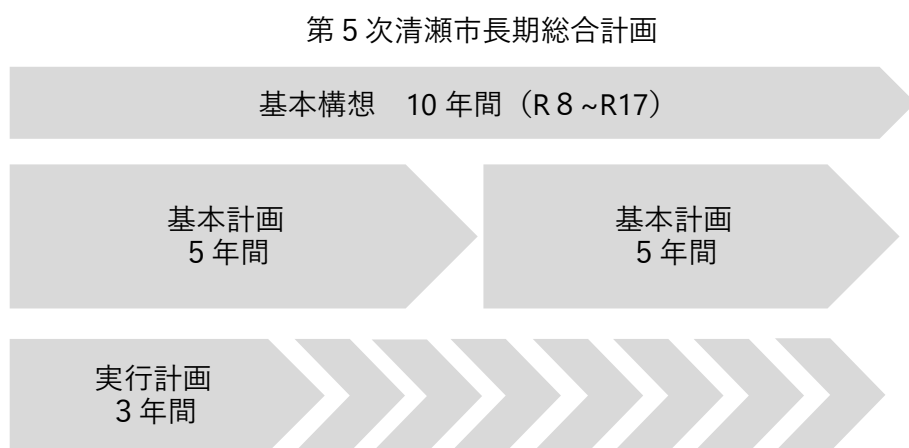 第５次清瀬市長期総合計画
基本構想　10 年間（R８~R17）
基本計画
５年間
基本計画
５年間
実行計画
３年間